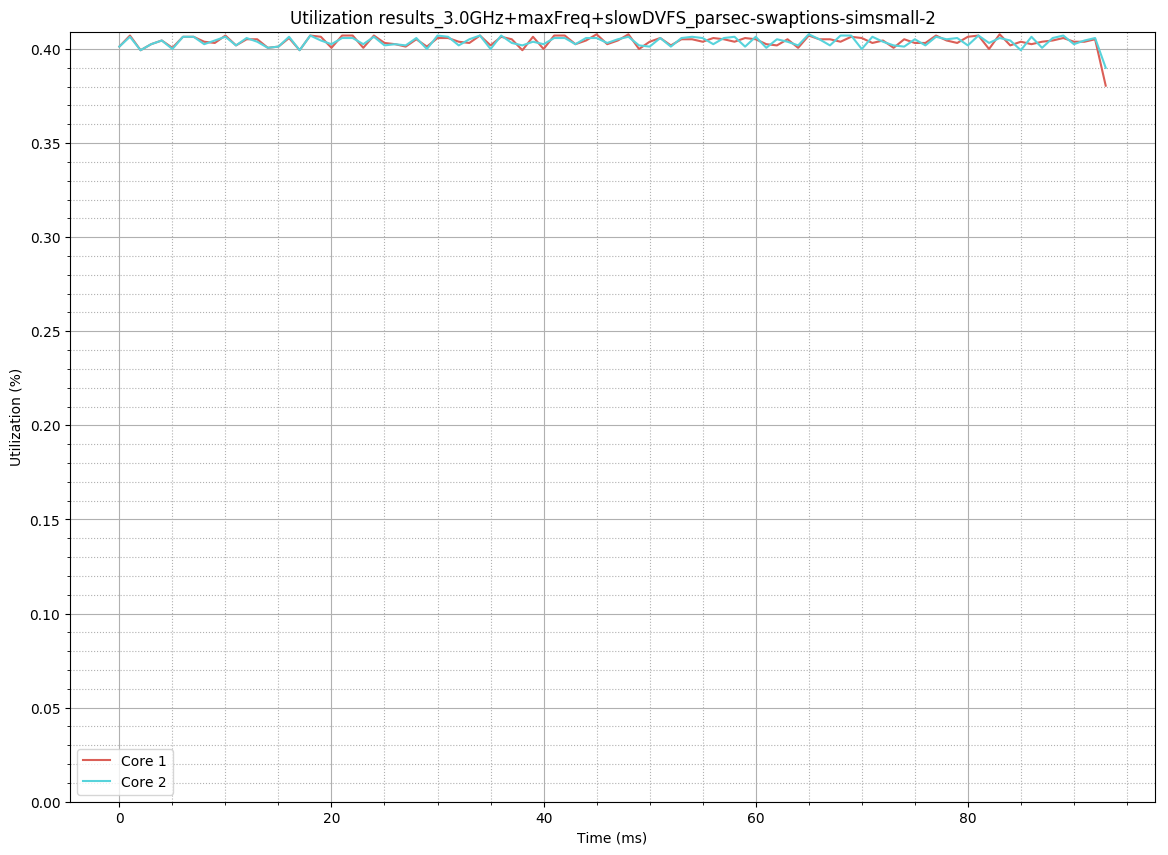 Utilization results_3.0GHz+maxFreq+slowDVFS_parsec-swaptions-simsmall-2
0.40
0.35
0.30
0.25
0.20
0.15
0.10
0.05
0.00
Utilization (%)
Core 1
Core 2
0 20 40 60 80
Time (ms)